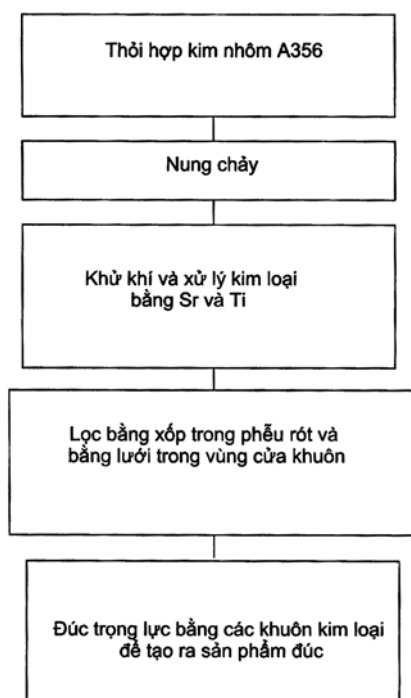 Thỏi hợp kim nhôm A356
Nung chảy
Khử khí và xử lý kim loại
bằng Sr và Ti
Lọc bằng xốp trong phễu rót và
bằng lưới trong vùng cửa khuôn
Đúc trọng lực bằng các khuôn kim loại
để tạo ra sản phẩm đúc